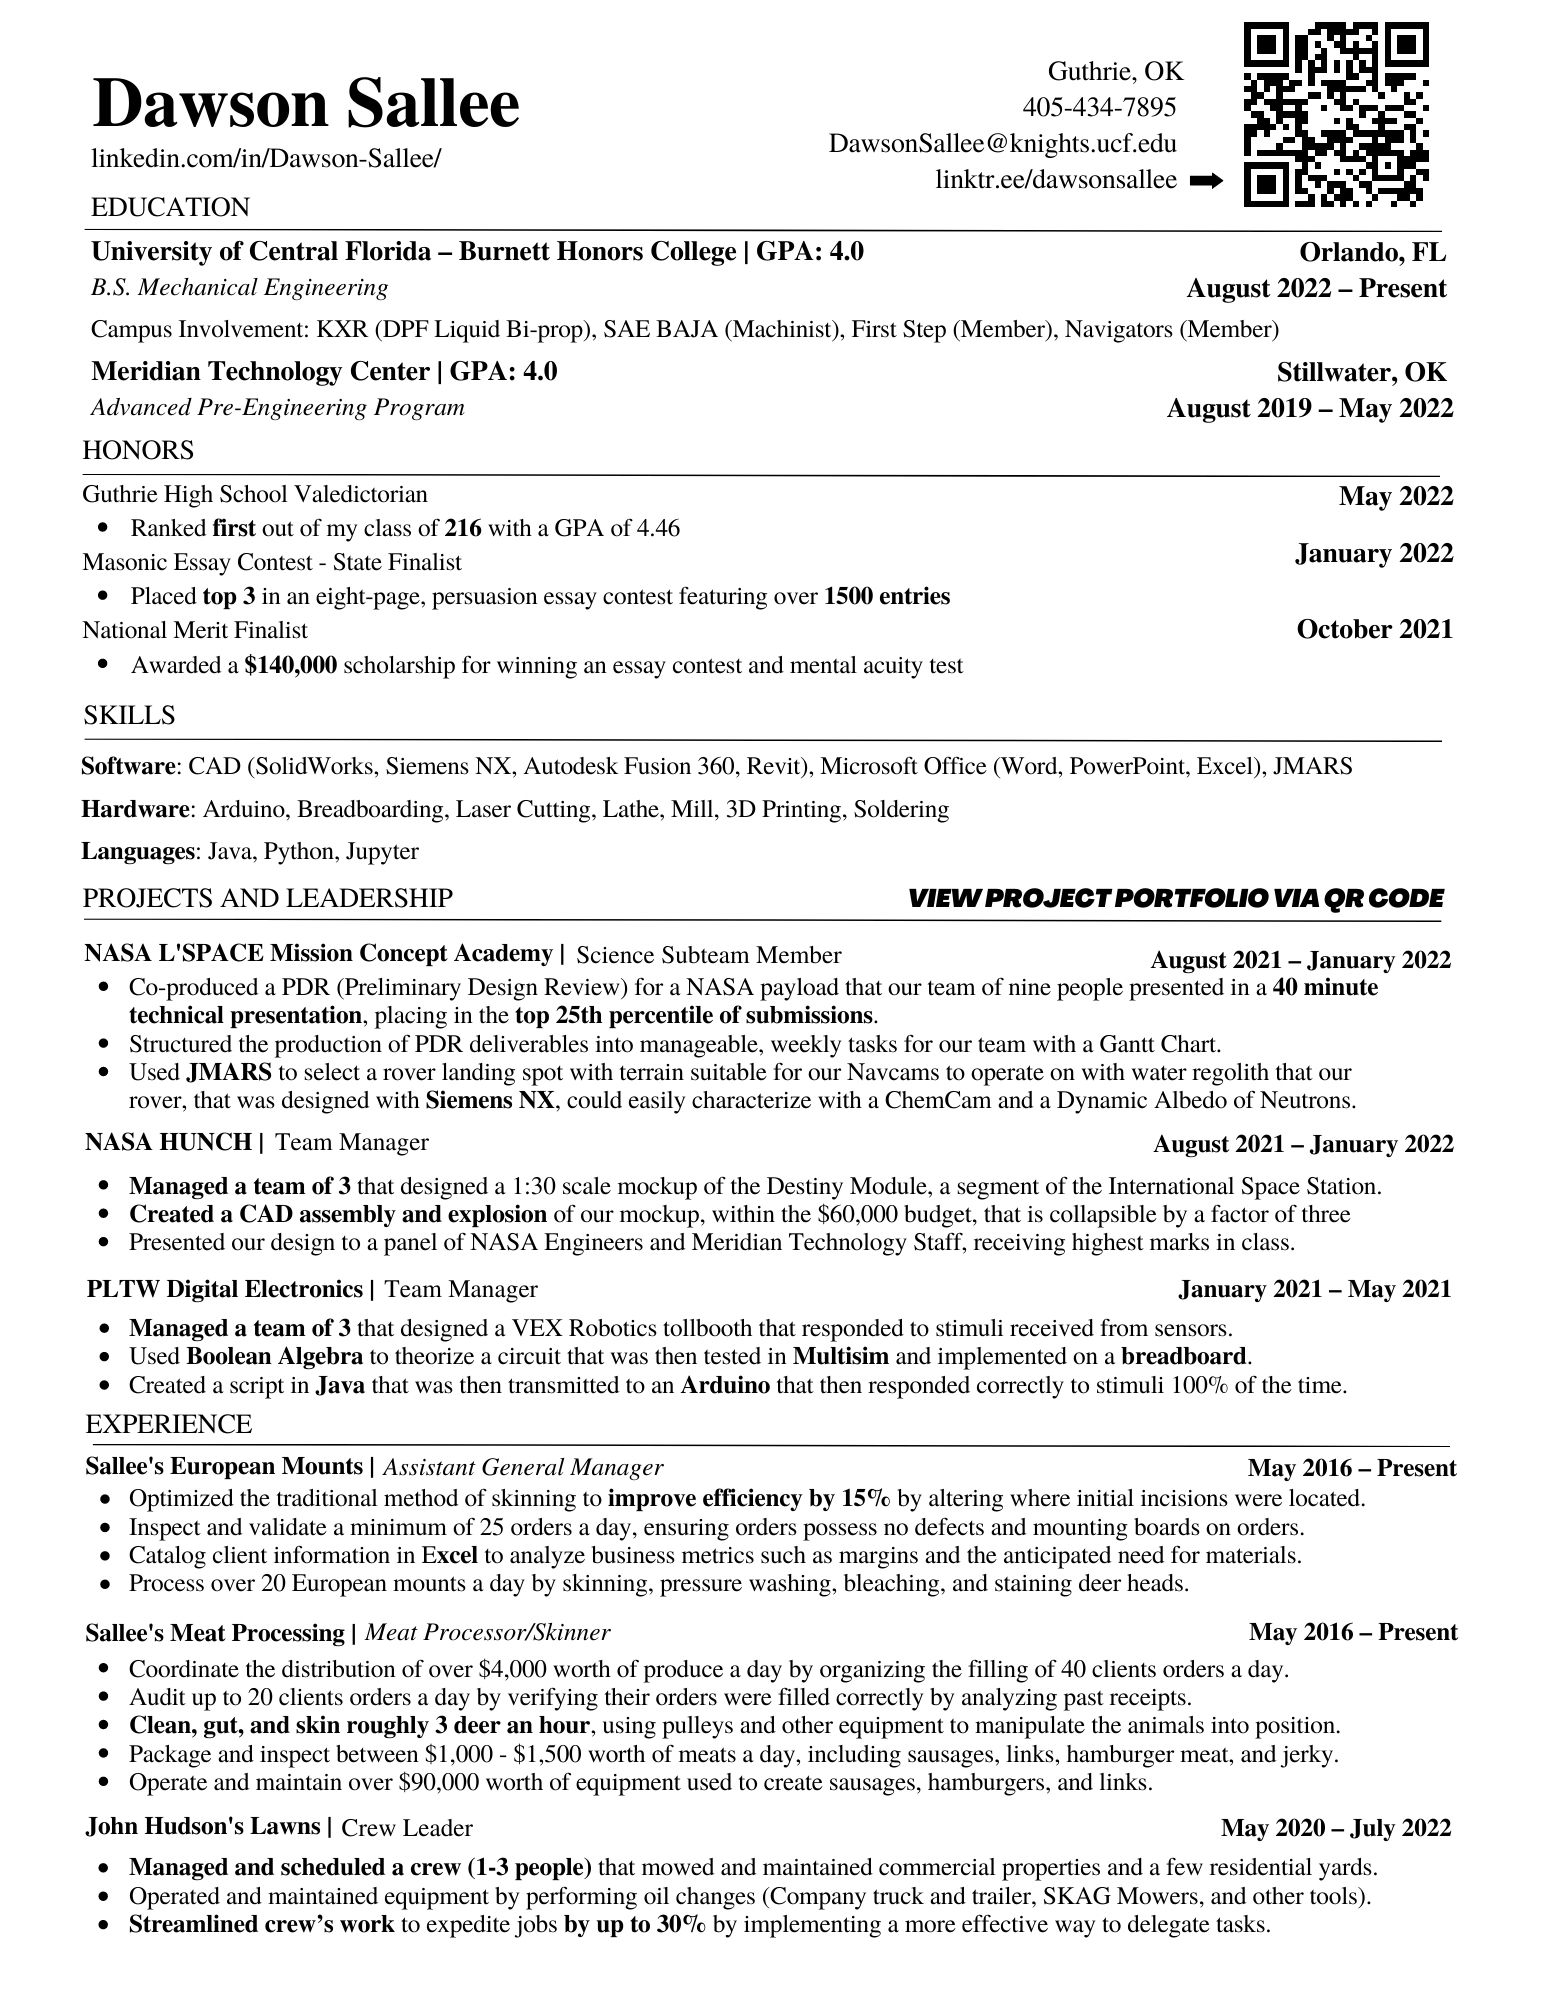 Dawson Sallee
linkedin.com/in/Dawson-Sallee/
Guthrie, OK
405-434-7895
DawsonSallee@knights.ucf.edu
linktr.ee/dawsonsallee
EDUCATION
University of Central Florida – Burnett Honors College | GPA: 4.0 Orlando, FL
B.S. Mechanical Engineering August 2022 – Present
Campus Involvement: KXR (DPF Liquid Bi-prop), SAE BAJA (Machinist), First Step (Member), Navigators (Member)
Meridian Technology Center | GPA: 4.0 Stillwater, OK
Advanced Pre-Engineering Program August 2019 – May 2022
HONORS
Guthrie High School Valedictorian May 2022
• Ranked first out of my class of 216 with a GPA of 4.46
Masonic Essay Contest - State Finalist January 2022
• Placed top 3 in an eight-page, persuasion essay contest featuring over 1500 entries
National Merit Finalist October 2021
• Awarded a $140,000 scholarship for winning an essay contest and mental acuity test
SKILLS
Software: CAD (SolidWorks, Siemens NX, Autodesk Fusion 360, Revit), Microsoft Office (Word, PowerPoint, Excel), JMARS
Hardware: Arduino, Breadboarding, Laser Cutting, Lathe, Mill, 3D Printing, Soldering
Languages: Java, Python, Jupyter
PROJECTS AND LEADERSHIP VIEW PROJECT PORTFOLIO VIA QR CODE
NASA L'SPACE Mission Concept Academy | Science Subteam Member August 2021 – January 2022
• Co-produced a PDR (Preliminary Design Review) for a NASA payload that our team of nine people presented in a 40 minute
technical presentation, placing in the top 25th percentile of submissions.
• Structured the production of PDR deliverables into manageable, weekly tasks for our team with a Gantt Chart.
• Used JMARS to select a rover landing spot with terrain suitable for our Navcams to operate on with water regolith that our
rover, that was designed with Siemens NX, could easily characterize with a ChemCam and a Dynamic Albedo of Neutrons.
NASA HUNCH | Team Manager August 2021 – January 2022
• Managed a team of 3 that designed a 1:30 scale mockup of the Destiny Module, a segment of the International Space Station.
• Created a CAD assembly and explosion of our mockup, within the $60,000 budget, that is collapsible by a factor of three
• Presented our design to a panel of NASA Engineers and Meridian Technology Staff, receiving highest marks in class.
PLTW Digital Electronics | Team Manager January 2021 – May 2021
• Managed a team of 3 that designed a VEX Robotics tollbooth that responded to stimuli received from sensors.
• Used Boolean Algebra to theorize a circuit that was then tested in Multisim and implemented on a breadboard.
• Created a script in Java that was then transmitted to an Arduino that then responded correctly to stimuli 100% of the time.
EXPERIENCE
Sallee's European Mounts | Assistant General Manager May 2016 – Present
• Optimized the traditional method of skinning to improve efficiency by 15% by altering where initial incisions were located.
• Inspect and validate a minimum of 25 orders a day, ensuring orders possess no defects and mounting boards on orders.
• Catalog client information in Excel to analyze business metrics such as margins and the anticipated need for materials.
• Process over 20 European mounts a day by skinning, pressure washing, bleaching, and staining deer heads.
Sallee's Meat Processing | Meat Processor/Skinner May 2016 – Present
• Coordinate the distribution of over $4,000 worth of produce a day by organizing the filling of 40 clients orders a day.
• Audit up to 20 clients orders a day by verifying their orders were filled correctly by analyzing past receipts.
• Clean, gut, and skin roughly 3 deer an hour, using pulleys and other equipment to manipulate the animals into position.
• Package and inspect between $1,000 - $1,500 worth of meats a day, including sausages, links, hamburger meat, and jerky.
• Operate and maintain over $90,000 worth of equipment used to create sausages, hamburgers, and links.
John Hudson's Lawns | Crew Leader May 2020 – July 2022
• Managed and scheduled a crew (1-3 people) that mowed and maintained commercial properties and a few residential yards.
• Operated and maintained equipment by performing oil changes (Company truck and trailer, SKAG Mowers, and other tools).
• Streamlined crew’s work to expedite jobs by up to 30% by implementing a more effective way to delegate tasks.